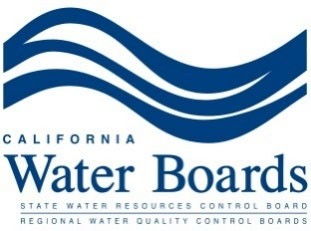 CALIFORNIA
Water Boards
STATE WATER RESOURCES CONTROL BOARD
REGIONAL WATER QUALITY CONTROL BOARDS